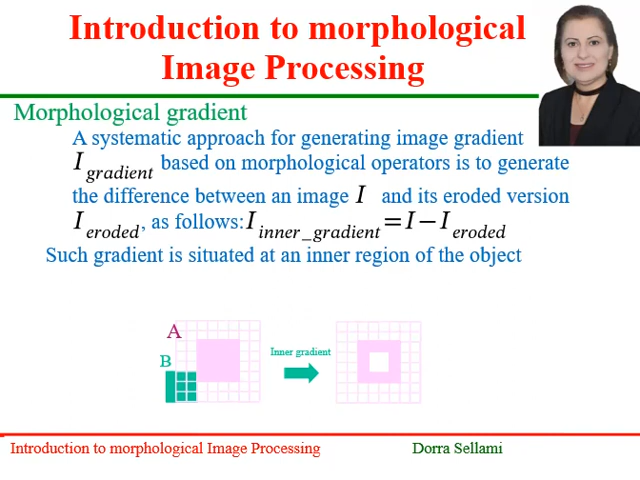 Introduction to morphological
Image Processing
Morphological gradient
A systematic approach for generating image gradient
I gradient based on morphological operators is to generate
the difference between an image I and its eroded version
I eroded, as follows: I inner_gradient = I − I eroded
Such gradient is situated at an inner region of the object
A
B
Inner gradient
Introduction to morphological Image Processing
Dorra Sellami